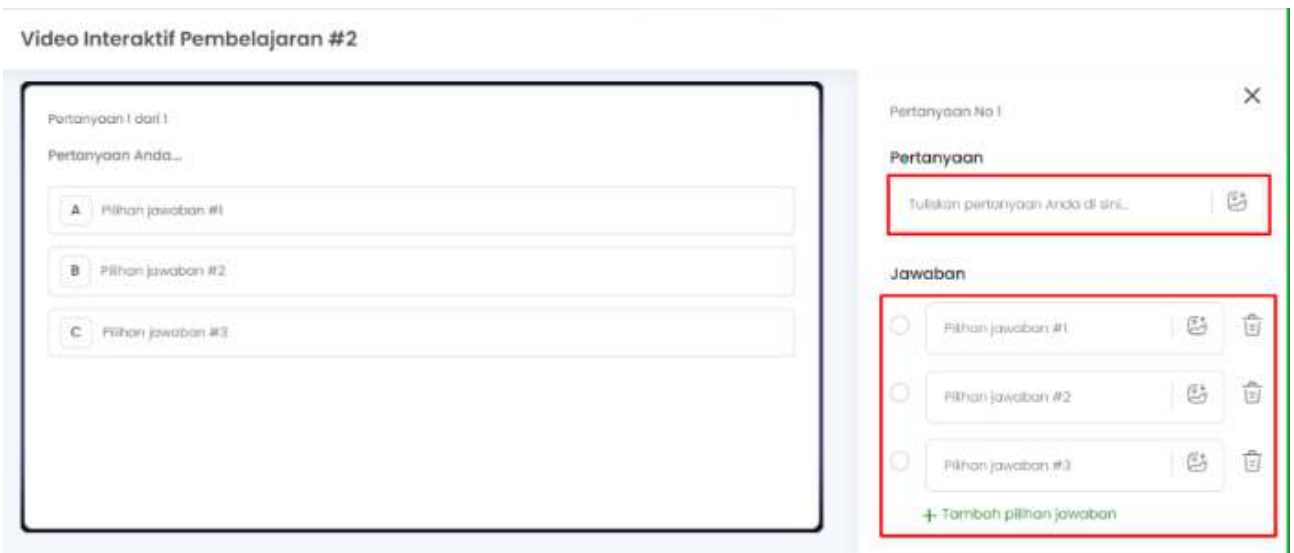 Video Interaktif Pembelajaran #2
Pertanyaan 1 dari 1
Pertanyaan Anda...
A Pilihan jawaban #1
B Pilihan jawaban #2
C Pilihan jawaban #3
Pertanyaan No 1
Pertanyaan
Tuliskan pertanyaan Anda di sini...
Jawaban
Pilihan jawaban #1
Pilihan jawaban #2
Pilihan jawaban #3
+ Tambah pilihan jawaban